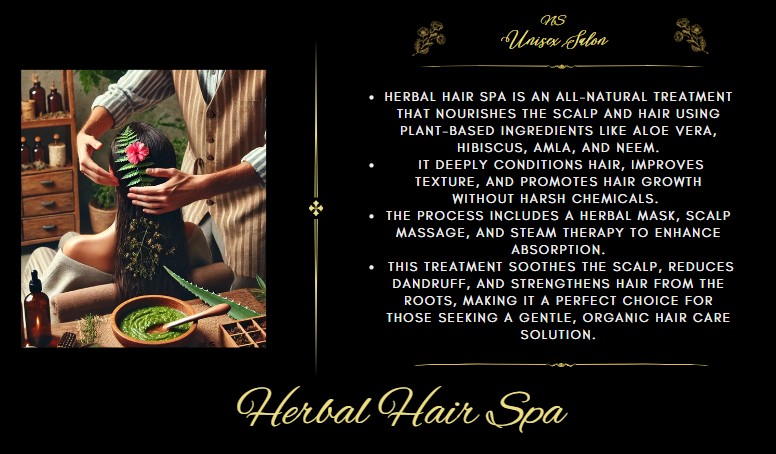 NS
Unisex Salon
• HERBAL HAIR SPA IS AN ALL-NATURAL TREATMENT
THAT NOURISHES THE SCALP AND HAIR USING
PLANT-BASED INGREDIENTS LIKE ALOE VERA,
HIBISCUS, AMLA, AND NEEM.
• IT DEEPLY CONDITIONS HAIR, IMPROVES
TEXTURE, AND PROMOTES HAIR GROWTH
WITHOUT HARSH CHEMICALS.
• THE PROCESS INCLUDES A HERBAL MASK, SCALP
MASSAGE, AND STEAM THERAPY TO ENHANCE
ABSORPTION.
• THIS TREATMENT SOOTHES THE SCALP, REDUCES
DANDRUFF, AND STRENGTHENS HAIR FROM THE
ROOTS, MAKING IT A PERFECT CHOICE FOR
THOSE SEEKING A GENTLE, ORGANIC HAIR CARE
SOLUTION.
Herbal Hair Spa